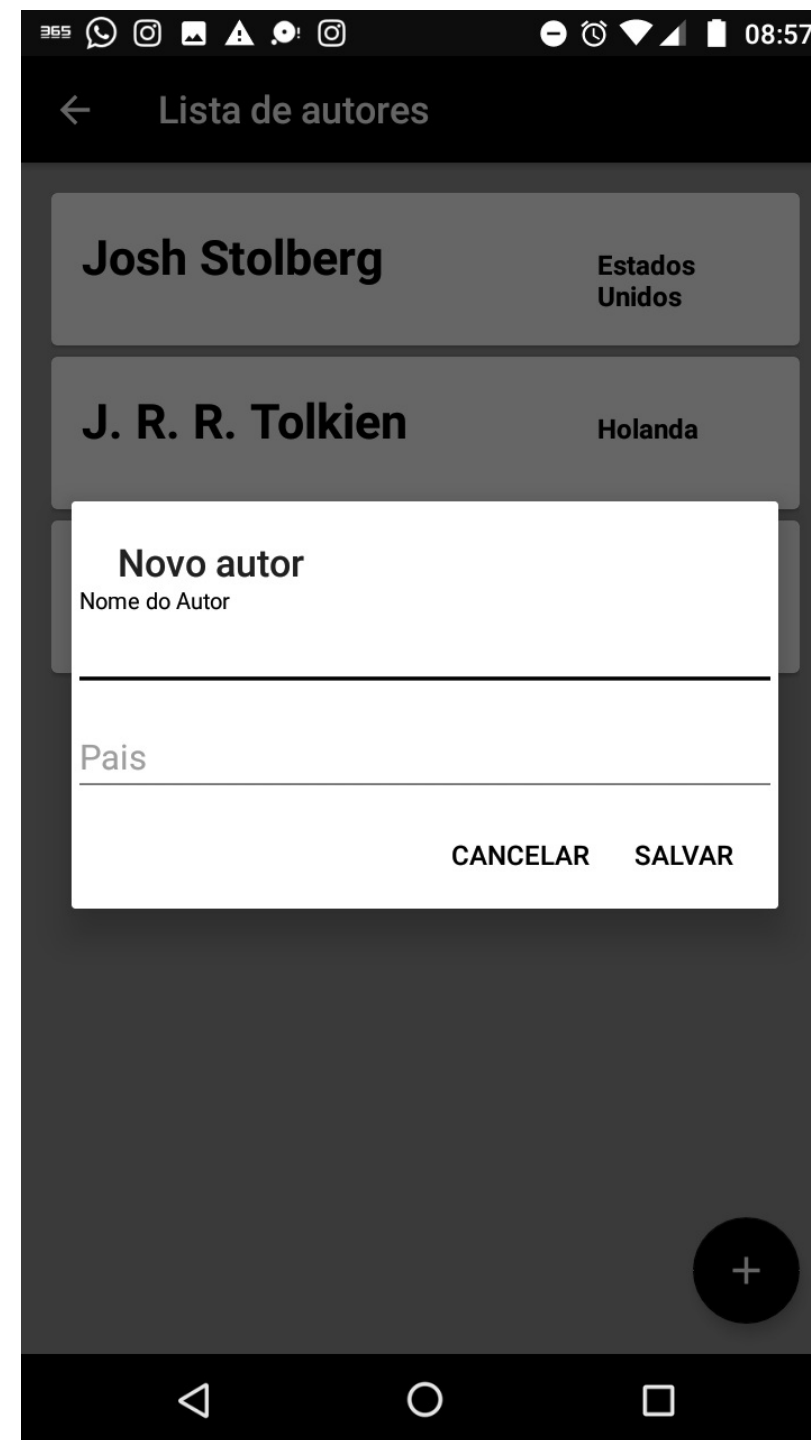 365
08:57
Lista de autores
Josh Stolberg
Estados
Unidos
J. R. R. Tolkien
Holanda
Novo autor
Nome do Autor
Pais
CANCELAR SALVAR